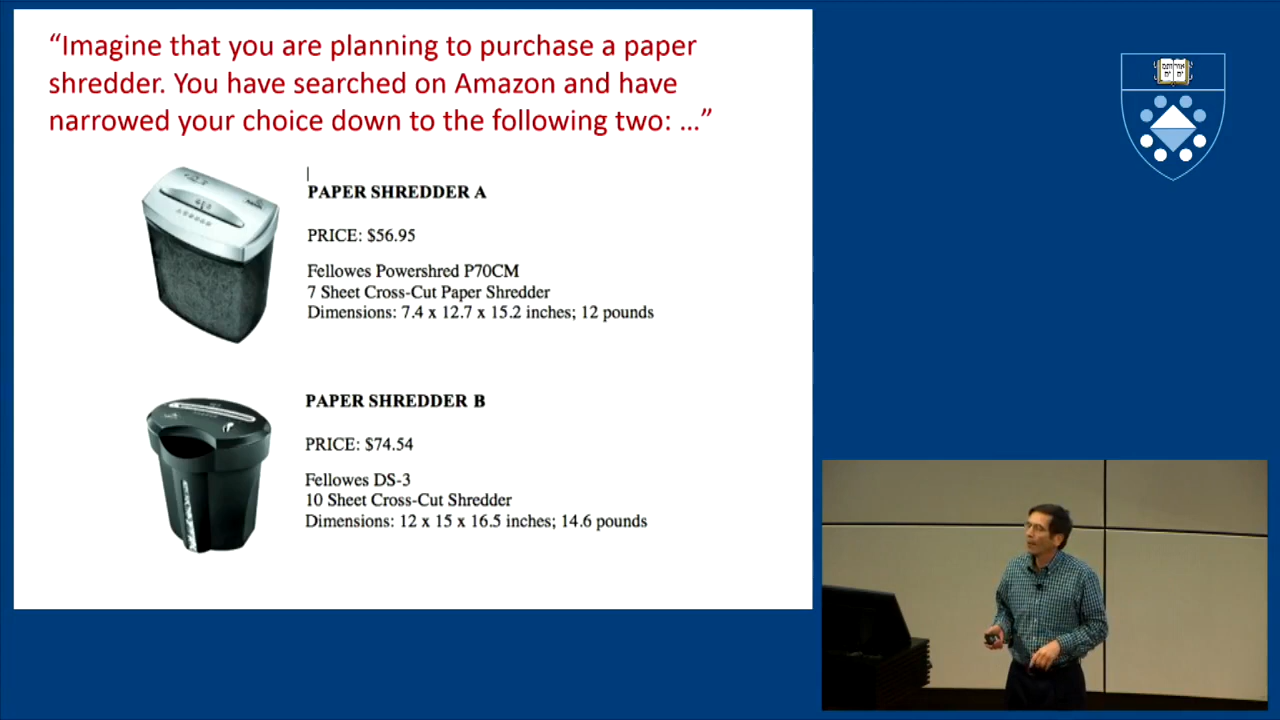 “Imagine that you are planning to purchase a paper
shredder. You have searched on Amazon and have
narrowed your choice down to the following two: …”
PAPER SHREDDER A
PRICE: $56.95
Fellowes Powershred P70CM
7 Sheet Cross-Cut Paper Shredder
Dimensions: 7.4 x 12.7 x 15.2 inches; 12 pounds
PAPER SHREDDER B
PRICE: $74.54
Fellowes DS-3
10 Sheet Cross-Cut Shredder
Dimensions: 12 x 15 x 16.5 inches; 14.6 pounds